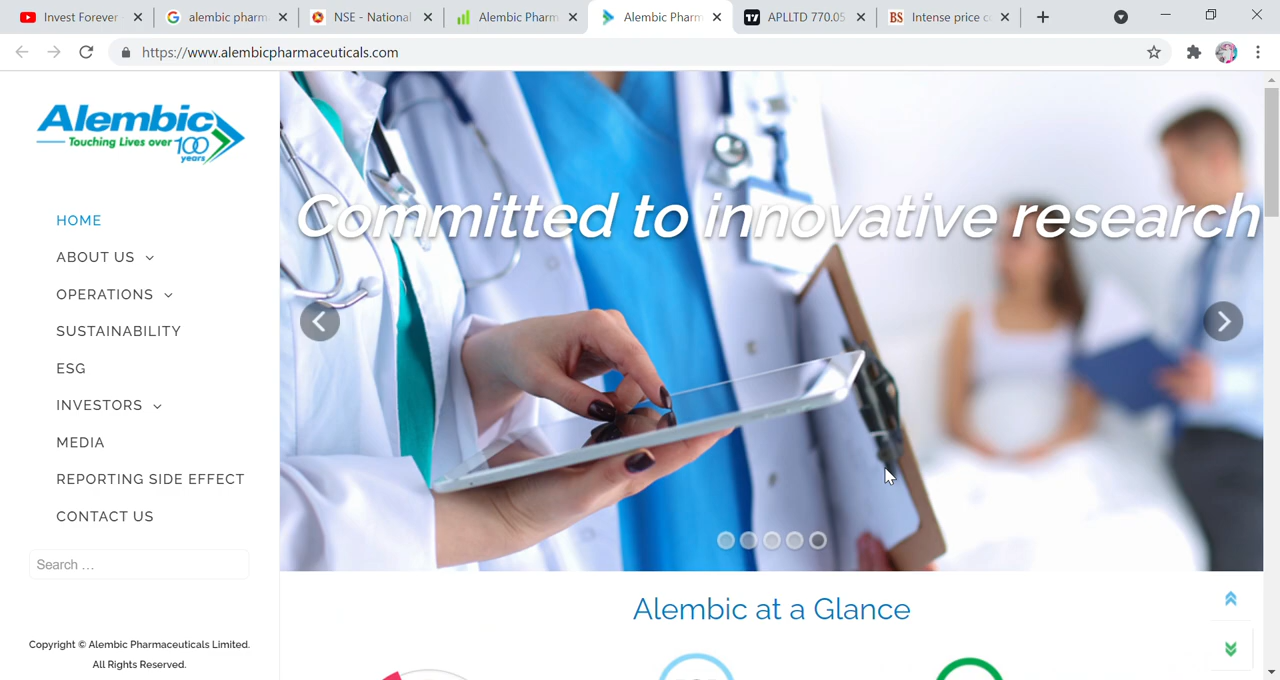 Invest Forever
alembic pharm
NSE - National
Alembic Pharm
Alembic Pharm
APLLTD 770.05
BS Intense price c
https://www.alembicpharmaceuticals.com
Alembic
Touching Lives over 100 years
HOME
ABOUT US
OPERATIONS
SUSTAINABILITY
ESG
INVESTORS
MEDIA
REPORTING SIDE EFFECT
CONTACT US
Search ...
Copyright © Alembic Pharmaceuticals Limited.
All Rights Reserved.
Committed to innovative research
Alembic at a Glance